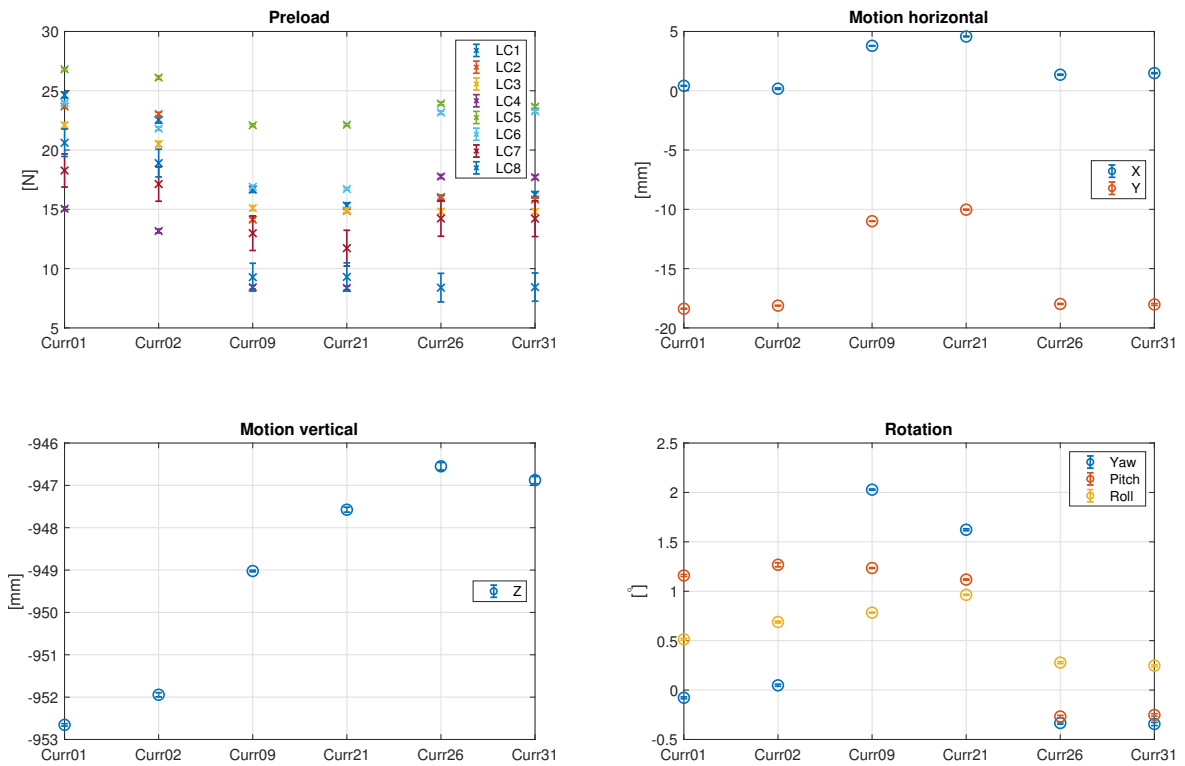 Preload
30
25
20
15
10
5
[N]
Curr01 Curr02 Curr09 Curr21 Curr26 Curr31
LC1
LC2
LC3
LC4
LC5
LC6
LC7
LC8
Motion horizontal
5
0
-5
-10
-15
-20
[mm]
Curr01 Curr02 Curr09 Curr21 Curr26 Curr31
X
Y
Motion vertical
-946
-947
-948
-949
-950
-951
-952
-953
[mm]
Curr01 Curr02 Curr09 Curr21 Curr26 Curr31
Z
Rotation
2.5
2
1.5
1
0.5
0
-0.5
[°]
Curr01 Curr02 Curr09 Curr21 Curr26 Curr31
Yaw
Pitch
Roll